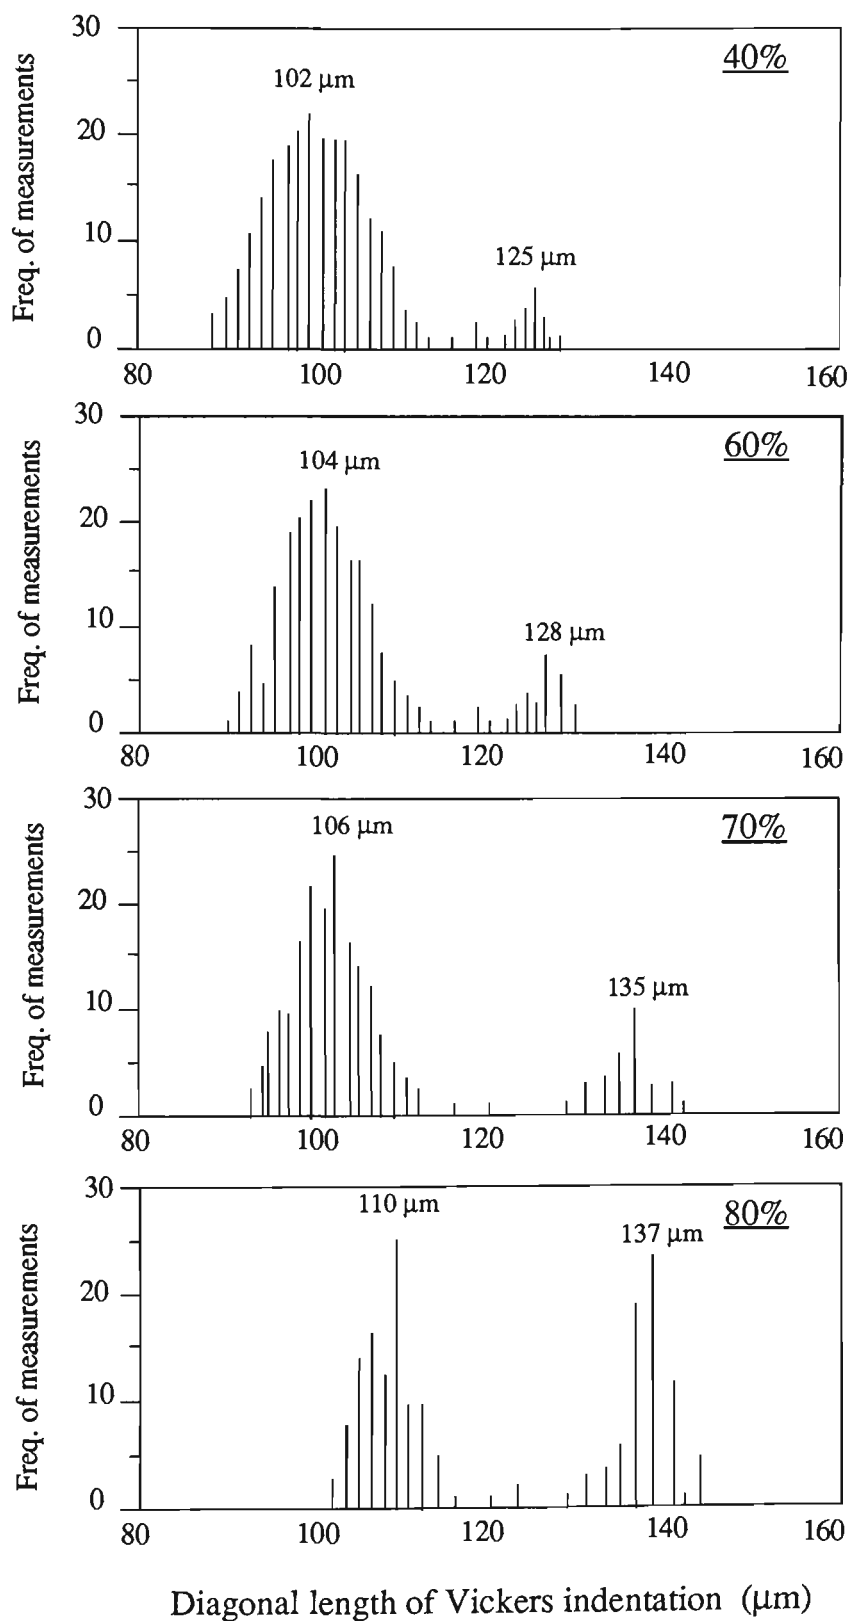 30
40%
102 μm
20
10
125 μm
0
80 100 120 140 160
Freq. of measurements
30
60%
104 μm
20
10
128 μm
0
80 100 120 140 160
Freq. of measurements
30
70%
106 μm
20
135 μm
10
0
80 100 120 140 160
Freq. of measurements
30
110 μm
80%
137 μm
20
10
0
80 100 120 140 160
Freq. of measurements
Diagonal length of Vickers indentation (μm)